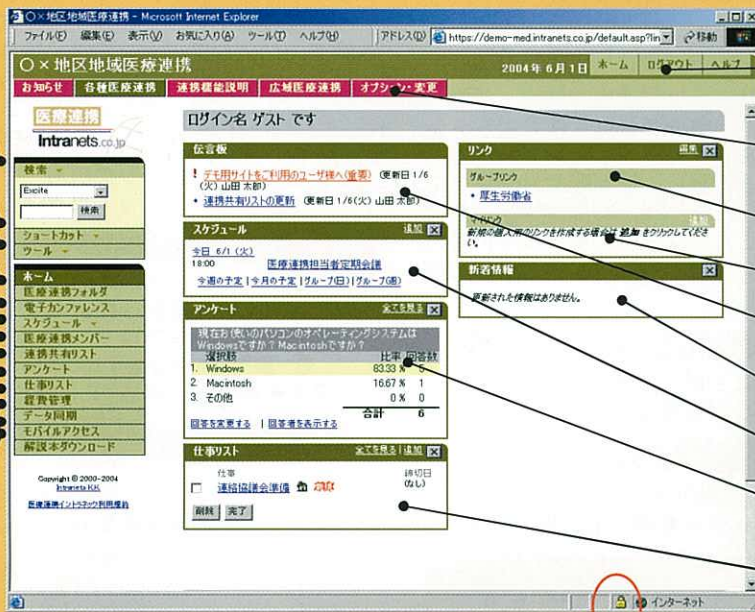 ○×地区地域医療連携 - Microsoft Internet Explorer
ファイル(F) 編集(E) 表示(V) お気に入り(A) ツール(T) ヘルプ(H) アドレス(D) https://demo-med.intranets.co.jp/default.asp?lin 移動
○×地区地域医療連携 2004年 6月 1日 ホーム ログアウト ヘルプ
お知らせ 各種医療連携 連携機能説明 広域医療連携 オプション・変更
医療連携
Intranets.co.jp
ログイン名 ゲスト です
検索
Excite
検索
ショートカット
ツール
ホーム
医療連携フォルダ
電子カンファレンス
スケジュール
医療連携メンバー
連携共有リスト
アンケート
仕事リスト
経費管理
データ同期
モバイルアクセス
解説本ダウンロード
Copyright © 2000-2004
Intranets K.K.
医療連携イントラネック利用規約
伝言板
! デモ用サイトをご利用のユーザ様へ(重要) (更新日 1/6
(火) 山田 太郎)
• 連携共有リストの更新 (更新日 1/6(火) 山田 太郎)
スケジュール 追加
今日 6/1 (火)
18:00 医療連携担当者定期会議
今週の予定 | 今月の予定 | グループ(日) | グループ(週)
アンケート 全てを見る
現在お使いのパソコンのオペレーティングシステムは
Windowsですか? Macintoshですか?
選択肢 比率 回答数
1. Windows 83.33 % 5
2. Macintosh 16.67 % 1
3. その他 0 % 0
合計 6
回答を変更する | 回答者を表示する
仕事リスト 全てを見る | 追加
仕事 締切日
連絡協議会準備 (なし)
削除 完了
リンク 編集
グループリンク
• 厚生労働省
マイリンク 追加
新規の個人用のリンクを作成する場合は 追加 をクリックしてくださ
い。
新着情報
更新された情報はありません。
インターネット